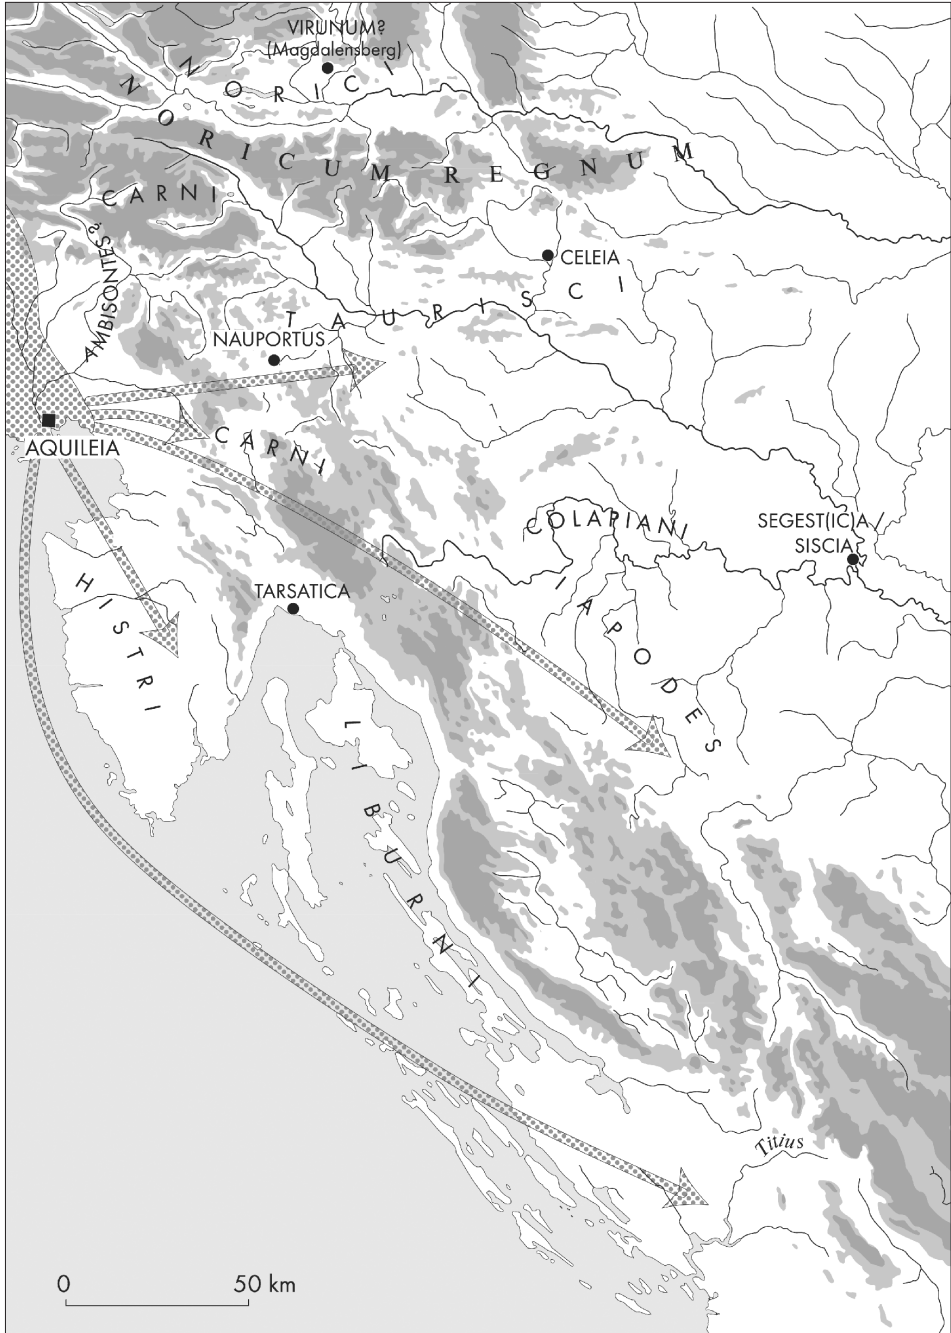 VIRUNUM?
(Magdalensberg)
NORICI
NORICUM REGNUM
CARNI
AMBISONTES?
CELEIA
TAURISCI
NAUPORTUS
AQUILEIA
CARNI
COLAPIANI
SEGEST(IC)A /
SISCIA
HISTRI
TARSATICA
IAPODES
LIBURNI
Titius
0 50 km